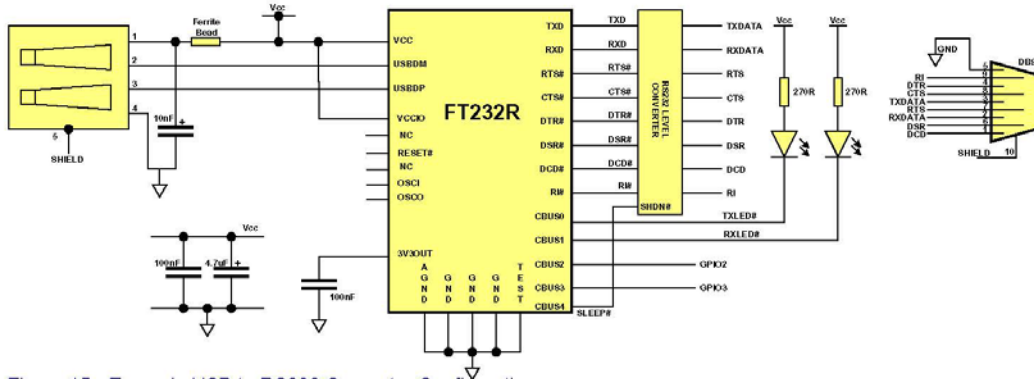 Vcc
Ferrite
Bead
1
2
3
4
5
SHIELD
10nF
+
VCC
USBDM
USBDP
VCCIO
NC
RESET#
NC
OSCI
OSCO
3V3OUT
FT232R
AGND
GND
GND
GND
TEST
TXD
RXD
RTS#
CTS#
DTR#
DSR#
DCD#
RI#
CBUS0
CBUS1
CBUS2
CBUS3
CBUS4
TXD
RXD
RTS#
CTS#
DTR#
DSR#
DCD#
RI#
RS232 LEVEL
CONVERTER
SHDN#
SLEEP#
TXDATA
RXDATA
RTS
CTS
DTR
DSR
DCD
RI
TXLED#
RXLED#
GPIO2
GPIO3
Vcc
Vcc
270R
270R
GND
RI
DTR
CTS
TXDATA
RTS
RXDATA
DSR
DCD
SHIELD
10
Vcc
100nF
4.7uF
+
100nF